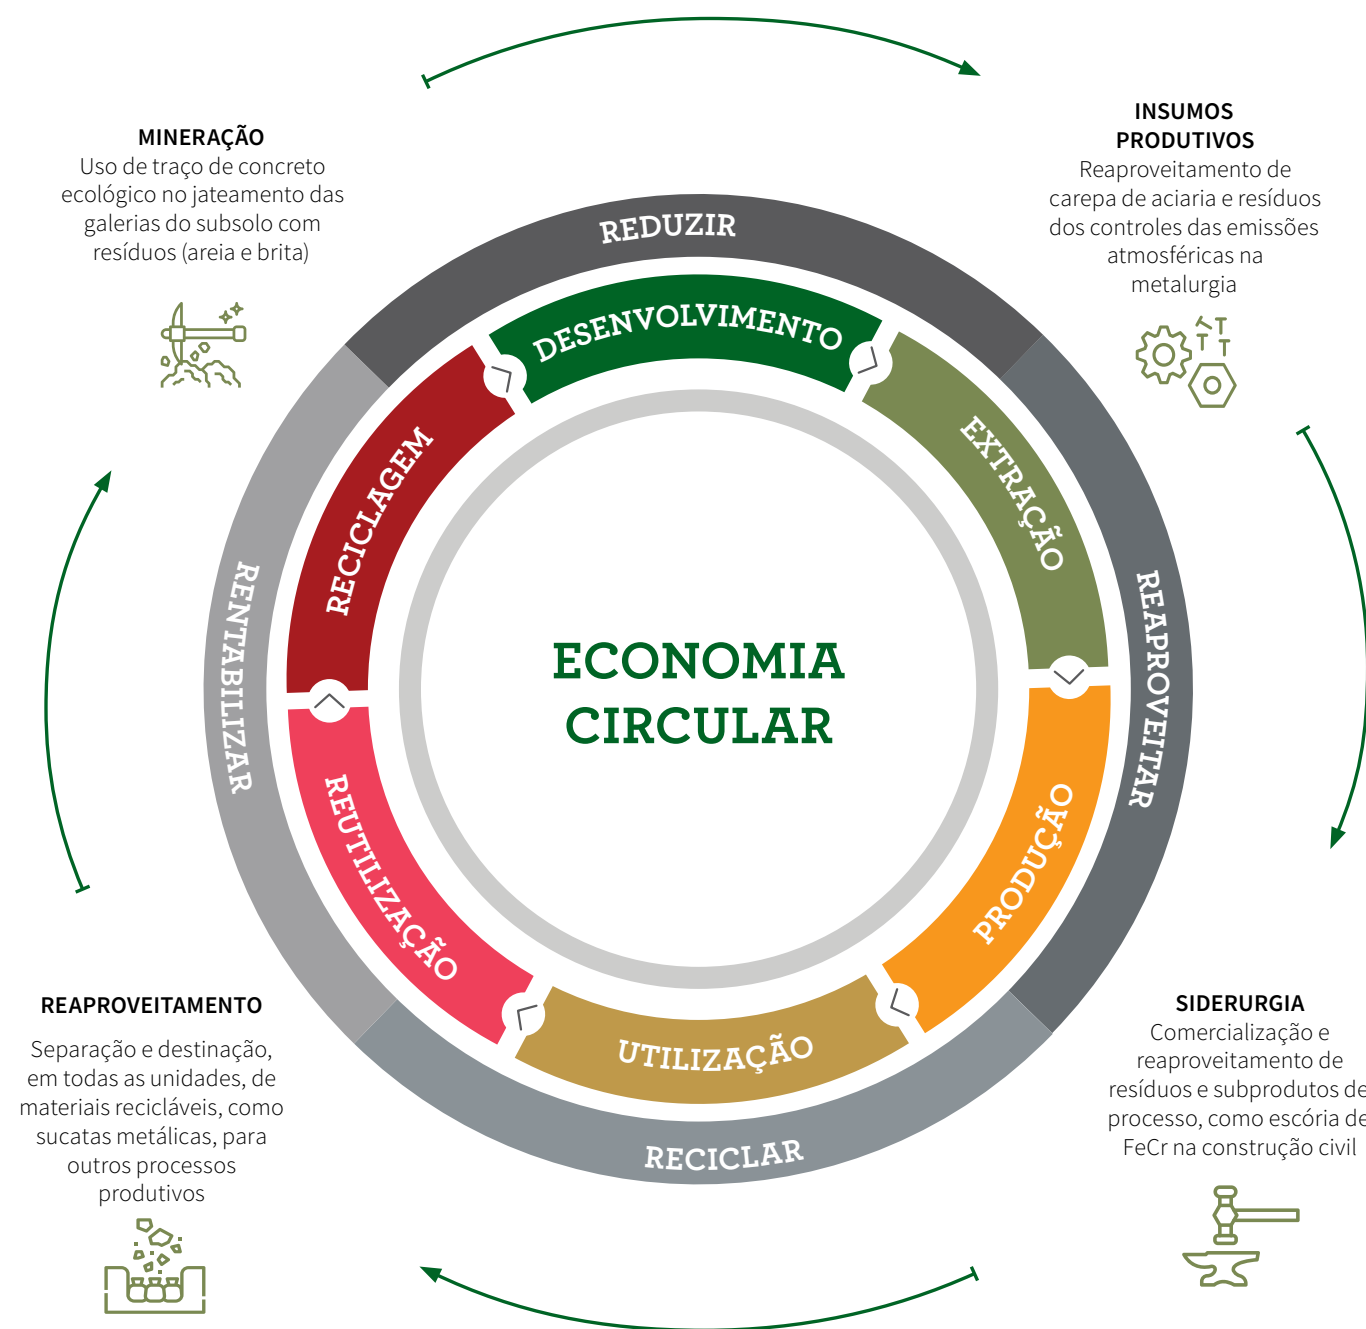 MINERAÇÃO
Uso de traço de concreto
ecológico no jateamento das
galerias do subsolo com
resíduos (areia e brita)
INSUMOS
PRODUTIVOS
Reaproveitamento de
carepa de aciaria e resíduos
dos controles das emissões
atmosféricas na
metalurgia
REDUZIR
DESENVOLVIMENTO
EXTRAÇÃO
REAPROVEITAR
PRODUÇÃO
UTILIZAÇÃO
RECICLAR
REUTILIZAÇÃO
RENTABILIZAR
RECICLAGEM
ECONOMIA
CIRCULAR
REAPROVEITAMENTO
Separação e destinação,
em todas as unidades, de
materiais recicláveis, como
sucatas metálicas, para
outros processos
produtivos
SIDERURGIA
Comercialização e
reaproveitamento de
resíduos e subprodutos de
processo, como escória de
FeCr na construção civil